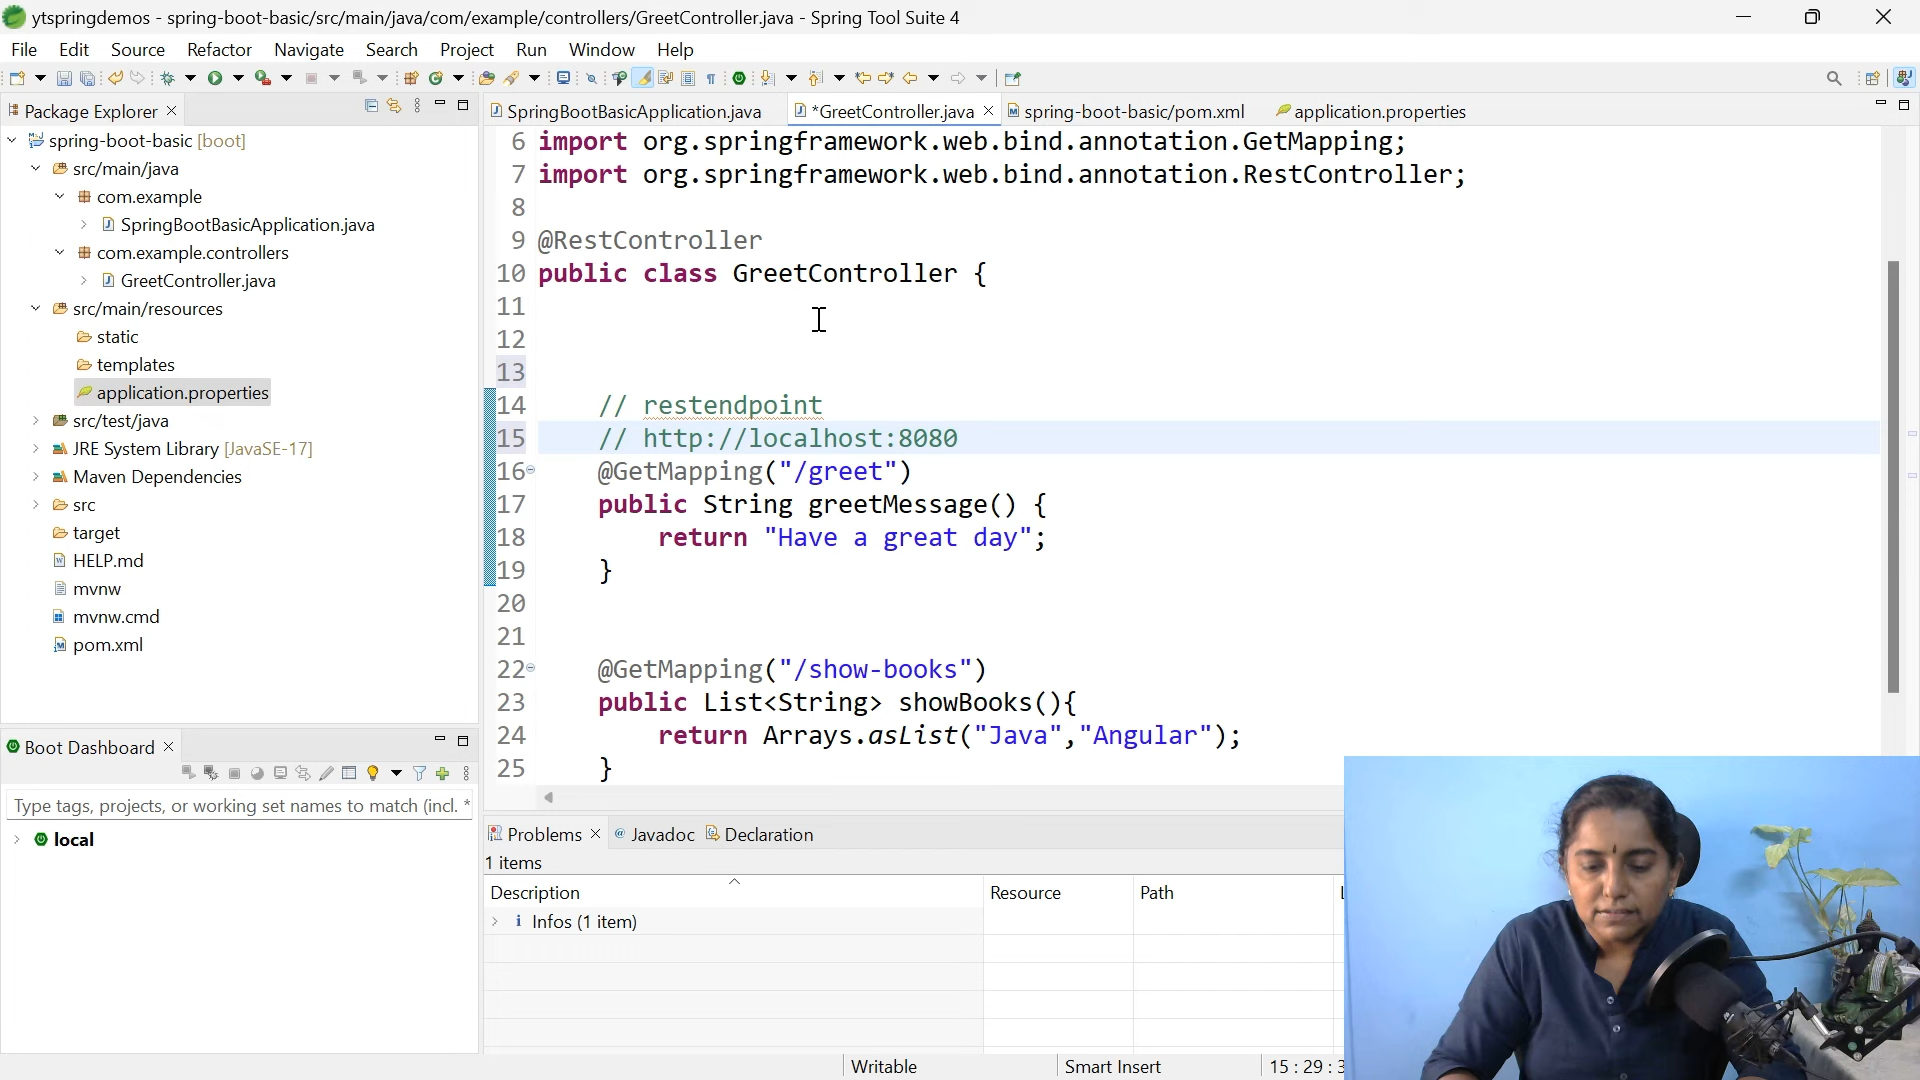 ytspringdemos - spring-boot-basic/src/main/java/com/example/controllers/GreetController.java - Spring Tool Suite 4
File Edit Source Refactor Navigate Search Project Run Window Help
Package Explorer
spring-boot-basic [boot]
src/main/java
com.example
SpringBootBasicApplication.java
com.example.controllers
GreetController.java
src/main/resources
static
templates
application.properties
src/test/java
JRE System Library [JavaSE-17]
Maven Dependencies
src
target
HELP.md
mvnw
mvnw.cmd
pom.xml
Boot Dashboard
Type tags, projects, or working set names to match (incl. *
local
SpringBootBasicApplication.java *GreetController.java spring-boot-basic/pom.xml application.properties
6 import org.springframework.web.bind.annotation.GetMapping;
7 import org.springframework.web.bind.annotation.RestController;
8
9 @RestController
10 public class GreetController {
11
12
13
14 // restendpoint
15 // http://localhost:8080
16 @GetMapping("/greet")
17 public String greetMessage() {
18 return "Have a great day";
19 }
20
21
22 @GetMapping("/show-books")
23 public List<String> showBooks(){
24 return Arrays.asList("Java","Angular");
25 }
Problems Javadoc Declaration
1 items
Description Resource Path
Infos (1 item)
Writable Smart Insert 15 : 29 : 3